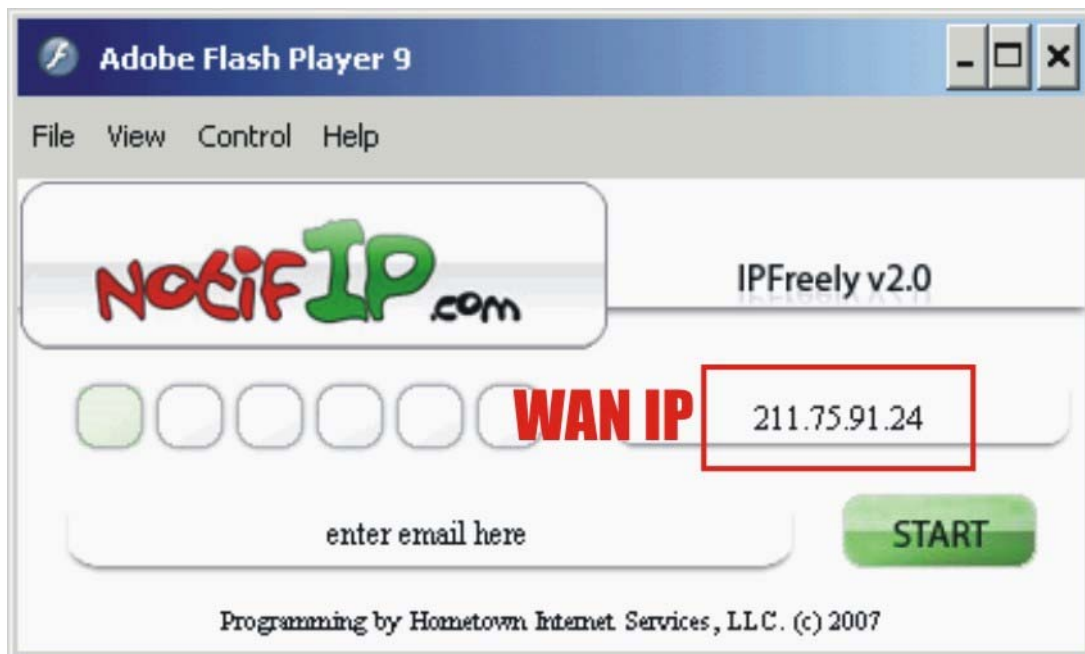 Adobe Flash Player 9
File View Control Help
NotifIP.com
IPFreely v2.0
WAN IP
211.75.91.24
enter email here
START
Programming by Hometown Internet Services, LLC. (c) 2007